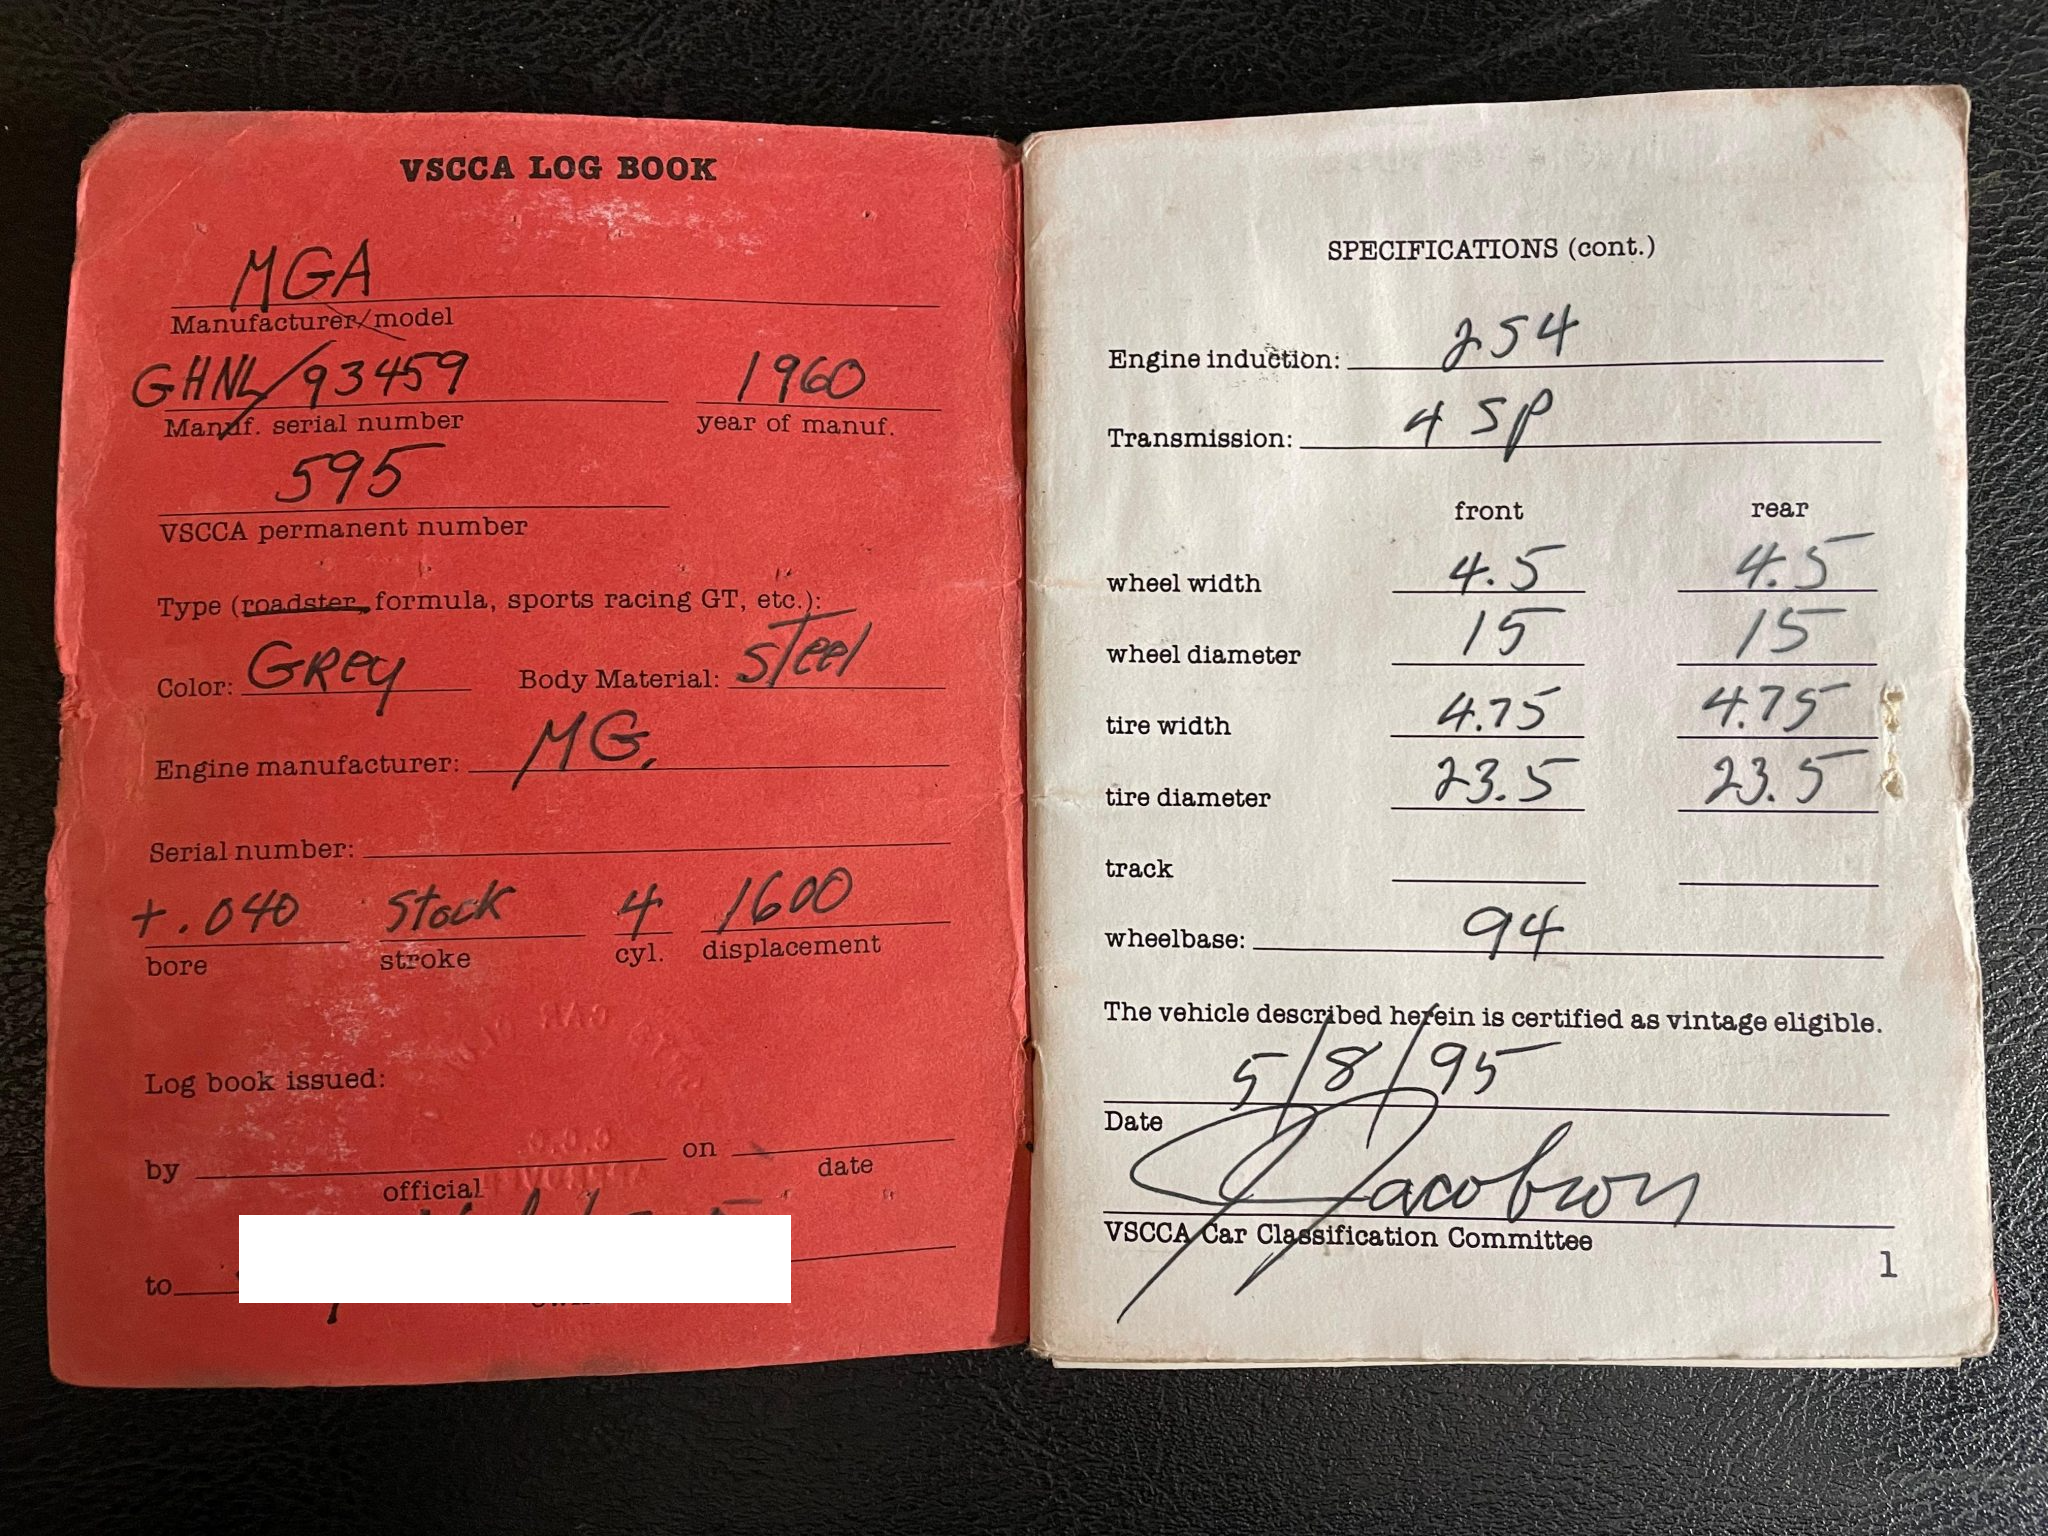 VSCCA LOG BOOK
MGA
Manufacturer/model
GHNL/93459 1960
Manuf. serial number year of manuf.
595
VSCCA permanent number
Type (roadster, formula, sports racing GT, etc.):
Color: GREY Body Material: Steel
Engine manufacturer: MG.
Serial number:
+.040 Stock 4 1600
bore stroke cyl. displacement
Log book issued:
by on
official date
to
SPECIFICATIONS (cont.)
Engine induction: 2S4
Transmission: 4 Sp
front rear
wheel width 4.5 4.5
wheel diameter 15 15
tire width 4.75 4.75
tire diameter 23.5 23.5
track
wheelbase: 94
The vehicle described herein is certified as vintage eligible.
5/8/95
Date
Jacobson
VSCCA Car Classification Committee
1